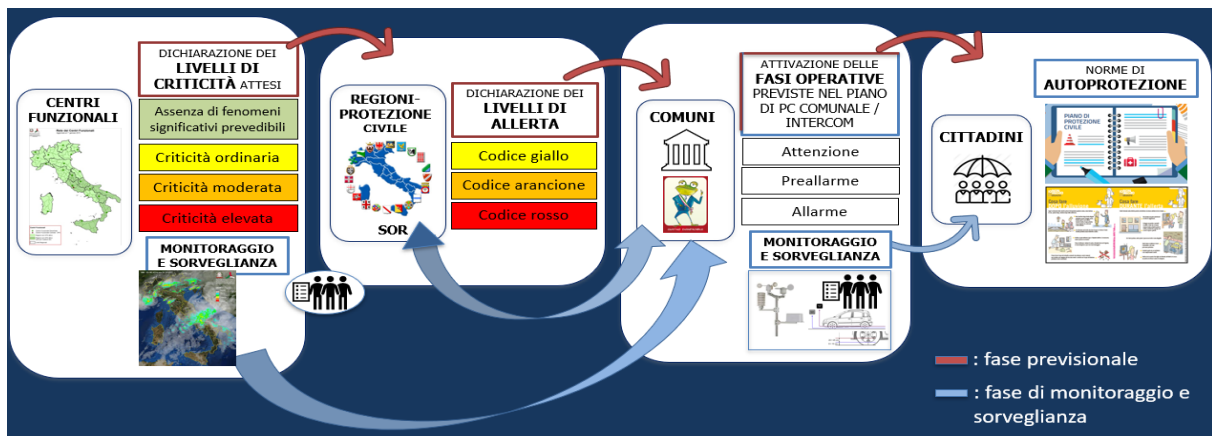 CENTRI
FUNZIONALI
DICHIARAZIONE DEI
LIVELLI DI
CRITICITÀ ATTESI
Assenza di fenomeni
significativi prevedibili
Criticità ordinaria
Criticità moderata
Criticità elevata
MONITORAGGIO
E SORVEGLIANZA
REGIONI-
PROTEZIONE
CIVILE
SOR
DICHIARAZIONE DEI
LIVELLI DI
ALLERTA
Codice giallo
Codice arancione
Codice rosso
COMUNI
ATTIVAZIONE DELLE
FASI OPERATIVE
PREVISTE NEL PIANO
DI PC COMUNALE /
INTERCOM
Attenzione
Preallarme
Allarme
MONITORAGGIO
E SORVEGLIANZA
CITTADINI
NORME DI
AUTOPROTEZIONE
PIANO DI
PROTEZIONE
CIVILE
: fase previsionale
: fase di monitoraggio e
sorveglianza